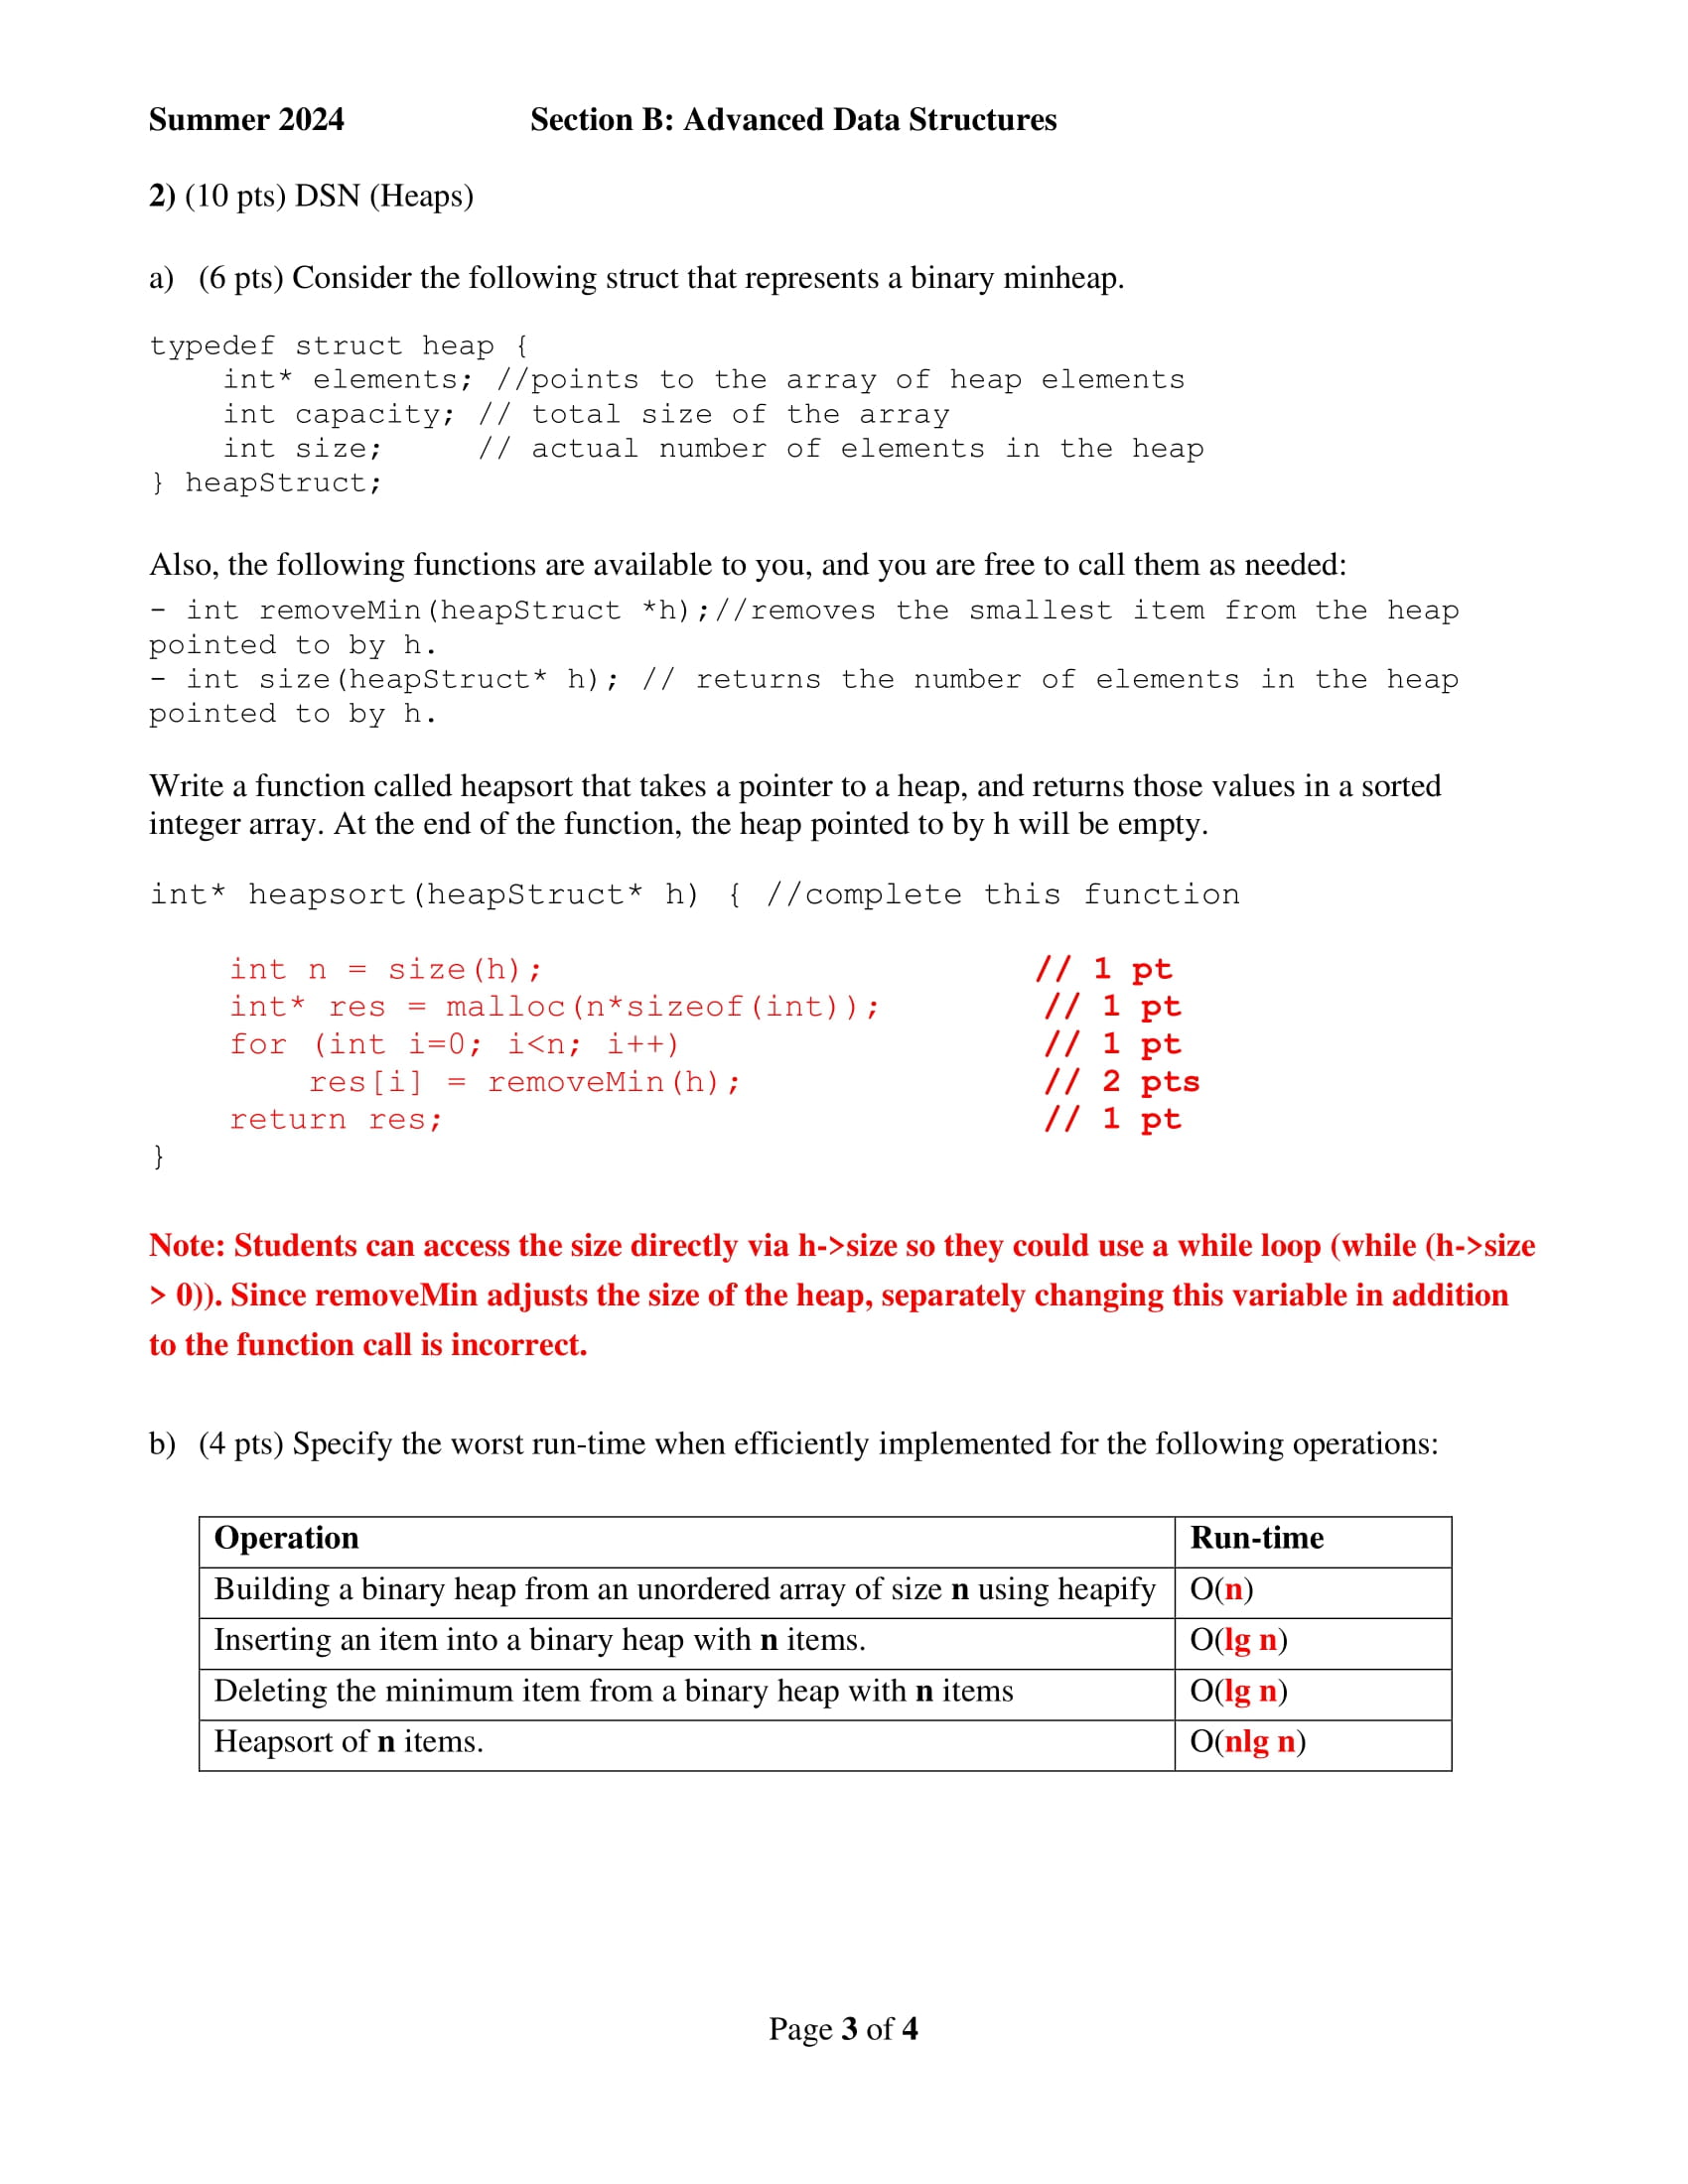 Summer 2024 Section B: Advanced Data Structures
2) (10 pts) DSN (Heaps)
a) (6 pts) Consider the following struct that represents a binary minheap.
typedef struct heap {
    int* elements; //points to the array of heap elements
    int capacity; // total size of the array
    int size;     // actual number of elements in the heap
} heapStruct;
Also, the following functions are available to you, and you are free to call them as needed:
- int removeMin(heapStruct *h);//removes the smallest item from the heap
pointed to by h.
- int size(heapStruct* h); // returns the number of elements in the heap
pointed to by h.
Write a function called heapsort that takes a pointer to a heap, and returns those values in a sorted
integer array. At the end of the function, the heap pointed to by h will be empty.
int* heapsort(heapStruct* h) { //complete this function
    int n = size(h); // 1 pt
    int* res = malloc(n*sizeof(int)); // 1 pt
    for (int i=0; i<n; i++) // 1 pt
        res[i] = removeMin(h); // 2 pts
    return res; // 1 pt
}
Note: Students can access the size directly via h->size so they could use a while loop (while (h->size
> 0)). Since removeMin adjusts the size of the heap, separately changing this variable in addition
to the function call is incorrect.
b) (4 pts) Specify the worst run-time when efficiently implemented for the following operations:
Operation Run-time
Building a binary heap from an unordered array of size n using heapify O(n)
Inserting an item into a binary heap with n items. O(lg n)
Deleting the minimum item from a binary heap with n items O(lg n)
Heapsort of n items. O(nlg n)
Page 3 of 4